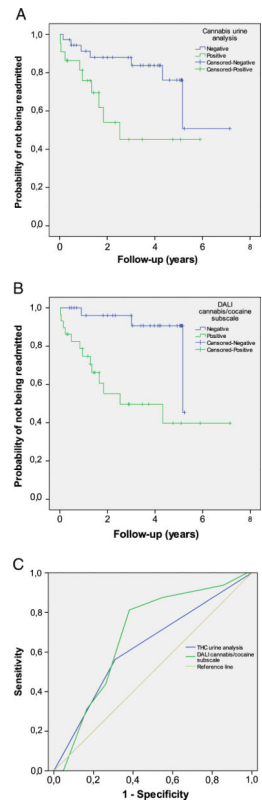 A
Cannabis urine
analysis
Negative
Positive
Censored-Negative
Censored-Positive
Probability of not being readmitted
1,0
0,8
0,6
0,4
0,2
0,0
0 2 4 6 8
Follow-up (years)
B
DALI
cannabis/cocaine
subscale
Negative
Positive
Censored-Negative
Censored-Positive
Probability of not being readmitted
1,0
0,8
0,6
0,4
0,2
0,0
0 2 4 6 8
Follow-up (years)
C
THC urine analysis
DALI cannabis/cocaine
subscale
Reference line
Sensitivity
1,0
0,8
0,6
0,4
0,2
0,0
0,0 0,2 0,4 0,6 0,8 1,0
1 - Specificity